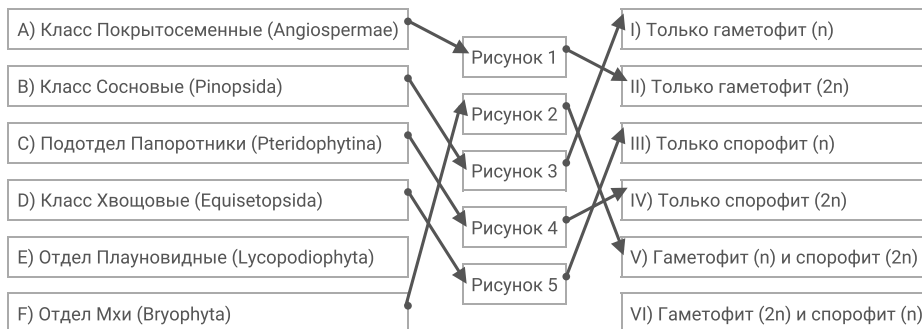 A) Класс Покрытосеменные (Angiospermae)
B) Класс Сосновые (Pinopsida)
C) Подотдел Папоротники (Pteridophytina)
D) Класс Хвощовые (Equisetopsida)
E) Отдел Плауновидные (Lycopodiophyta)
F) Отдел Мхи (Bryophyta)
Рисунок 1
Рисунок 2
Рисунок 3
Рисунок 4
Рисунок 5
I) Только гаметофит (n)
II) Только гаметофит (2n)
III) Только спорофит (n)
IV) Только спорофит (2n)
V) Гаметофит (n) и спорофит (2n)
VI) Гаметофит (2n) и спорофит (n)